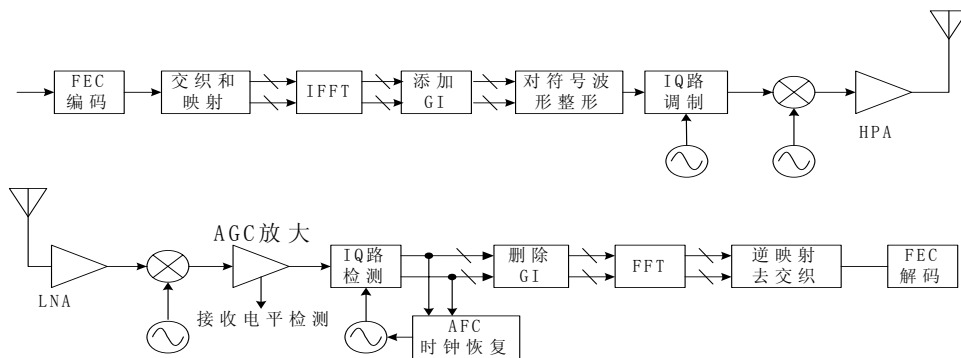 FEC
编码
交织和
映射
IFFT
添加
GI
对符号波
形整形
IQ路
调制
HPA
LNA
AGC放大
接收电平检测
IQ路
检测
AFC
时钟恢复
删除
GI
FFT
逆映射
去交织
FEC
解码